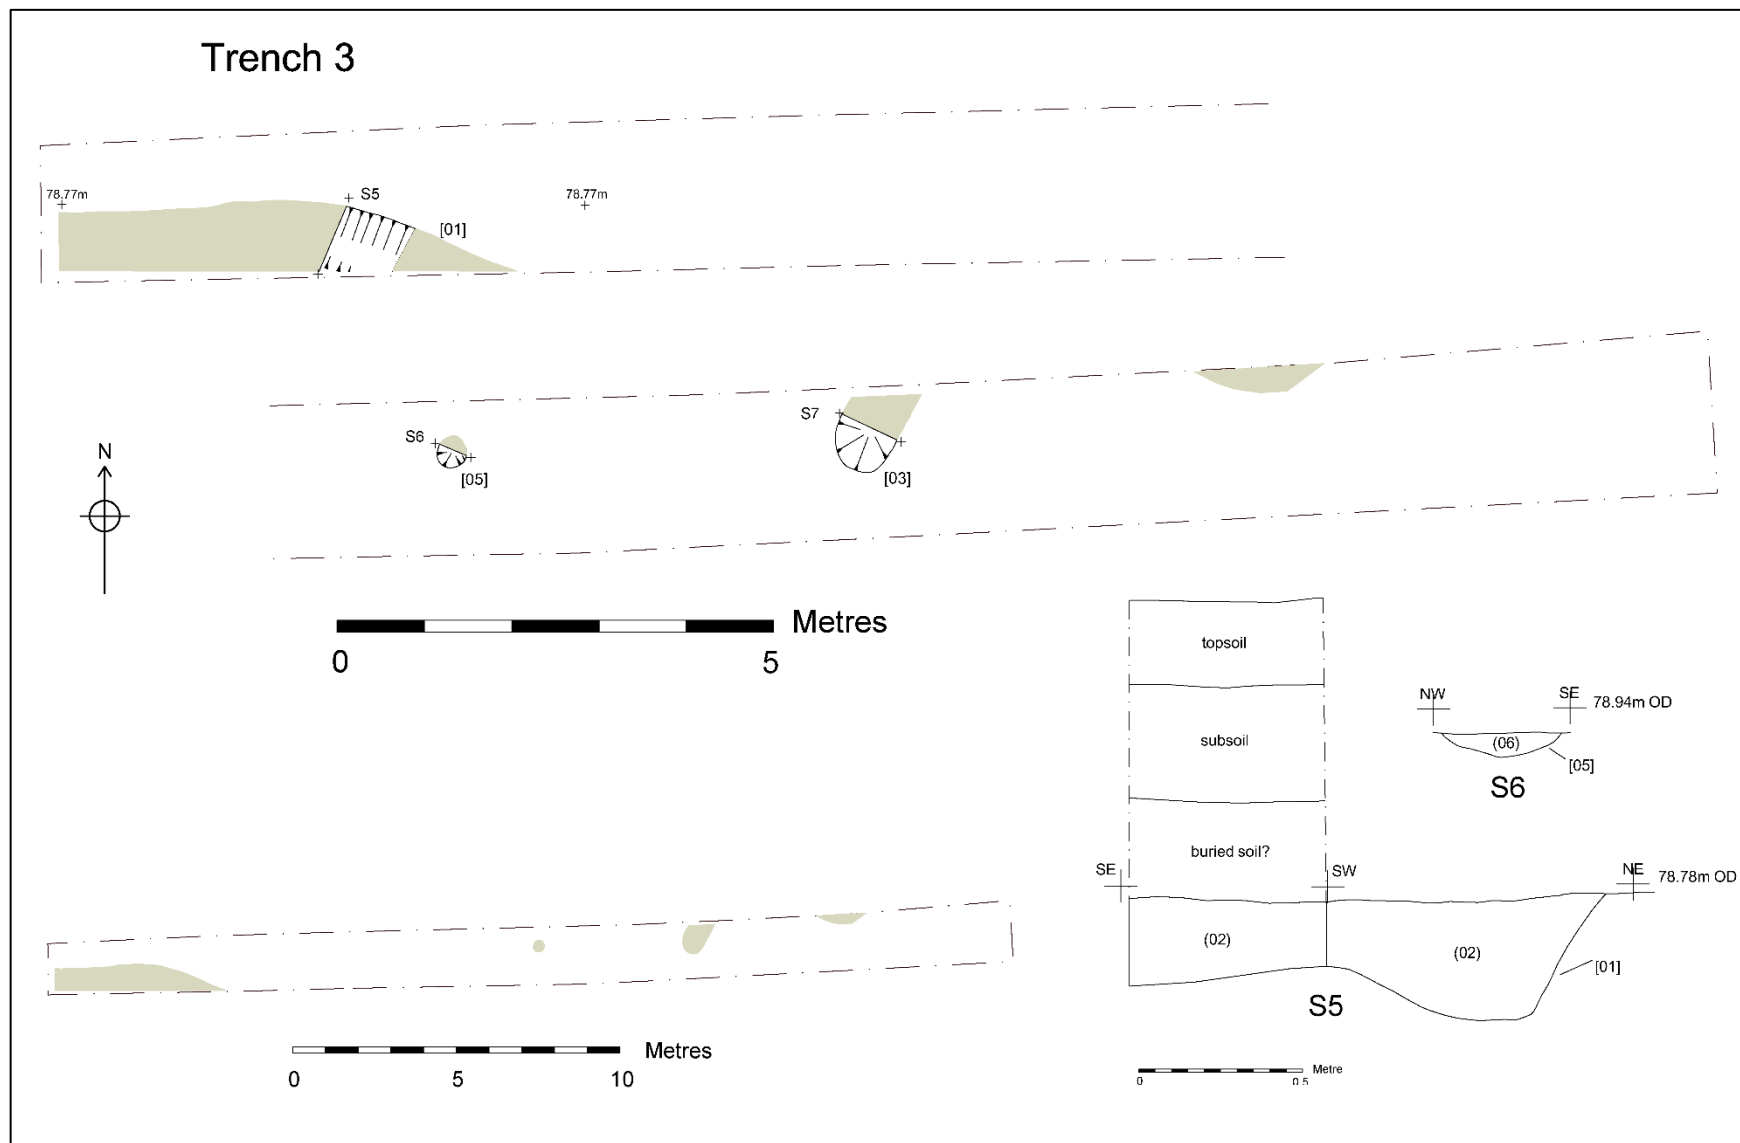 Trench 3
78.77m
S5
78.77m
[01]
S7
S6
[05]
[03]
N
Metres
0 5
topsoil
NW SE 78.94m OD
subsoil
(06)
[05]
S6
buried soil?
SE SW NE 78.78m OD
(02) (02)
[01]
S5
Metres
0 5 10
Metre
0 0.5